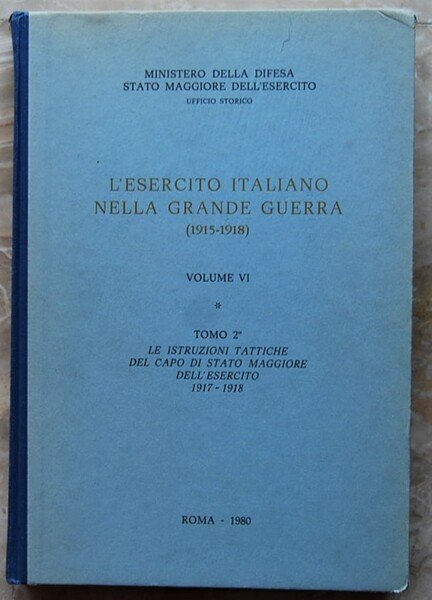 MINISTERO DELLA DIFESA
STATO MAGGIORE DELL'ESERCITO
UFFICIO STORICO
L'ESERCITO ITALIANO
NELLA GRANDE GUERRA
(1915-1918)
VOLUME VI
*
TOMO 2º
LE ISTRUZIONI TATTICHE
DEL CAPO DI STATO MAGGIORE
DELL'ESERCITO
1917 - 1918
ROMA - 1980